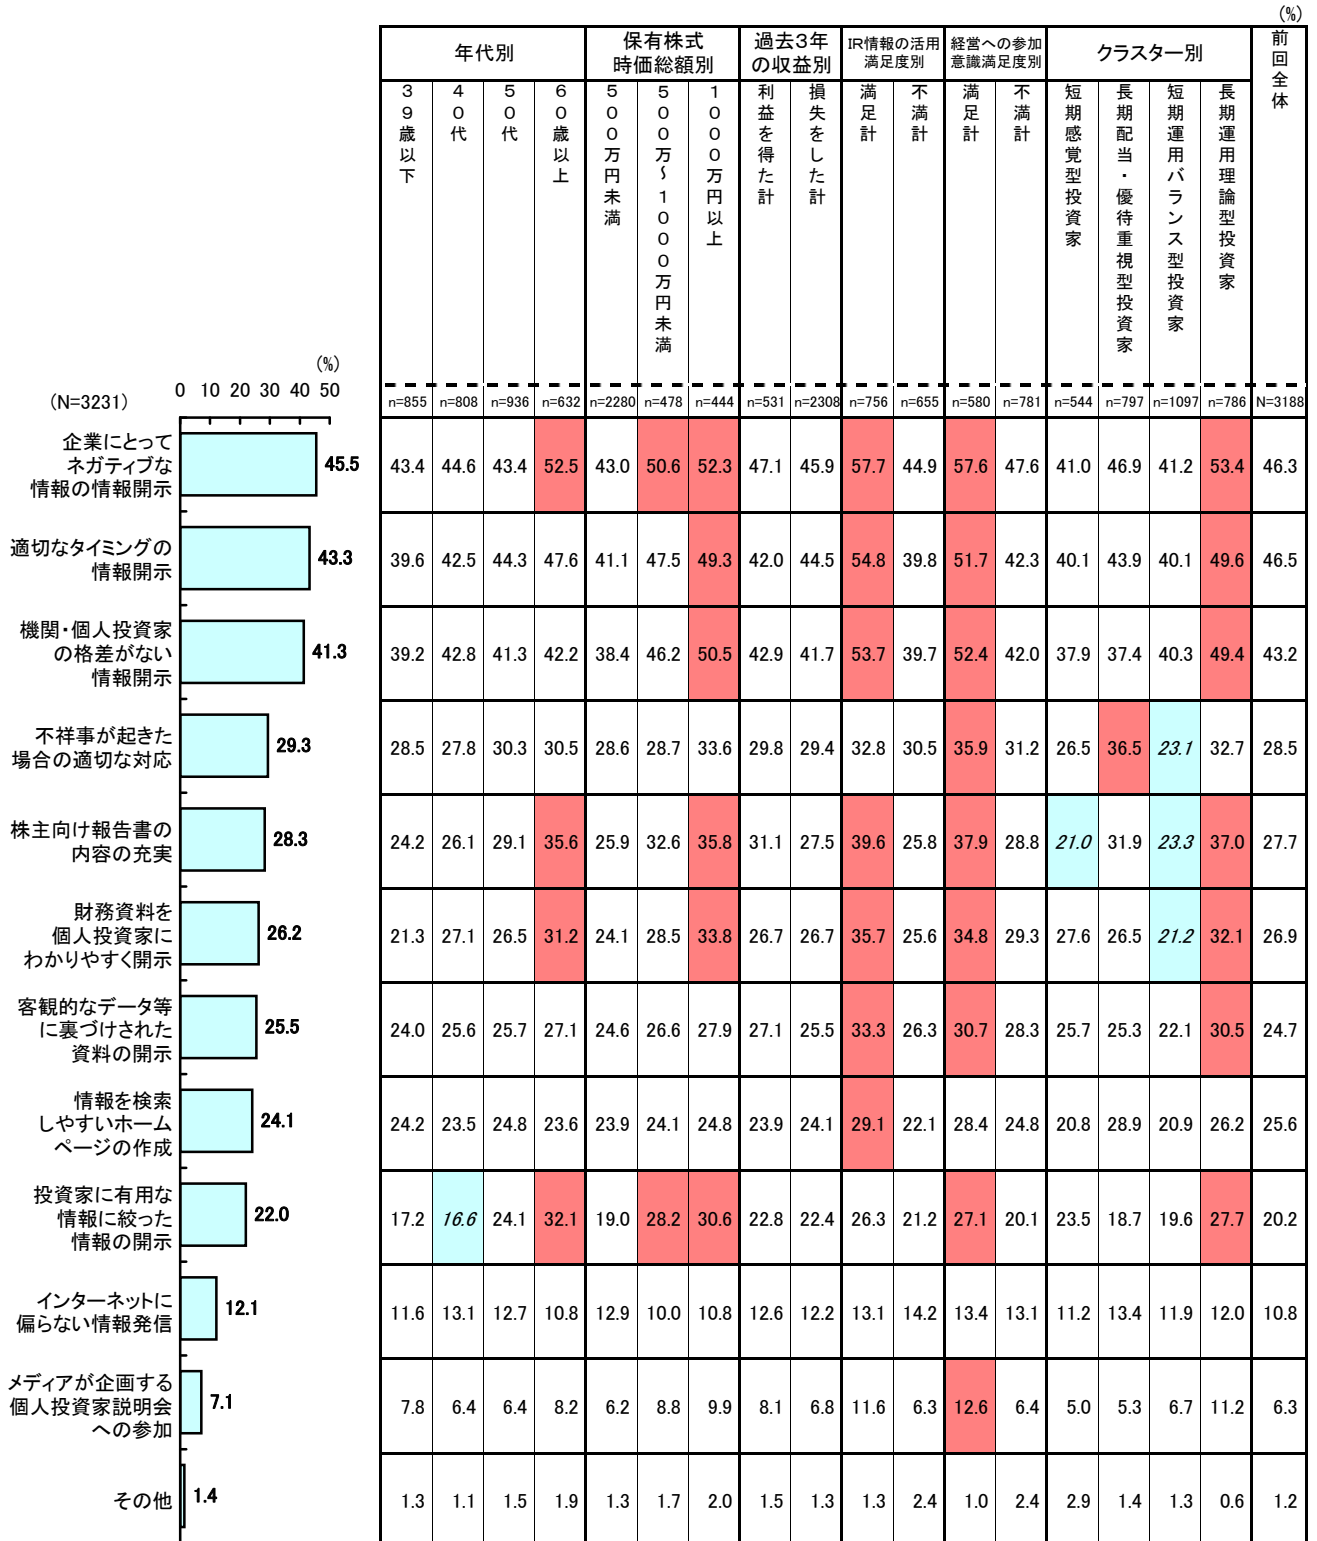 (%)
年代別
保有株式
時価総額別
過去3年
の収益別
IR情報の活用
満足度別
経営への参加
意識満足度別
クラスター別
前回全体
39歳以下
40代
50代
60歳以上
500万円未満
500万～1000万円未満
1000万円以上
利益を得た計
損失をした計
満足計
不満計
満足計
不満計
短期感覚型投資家
長期配当・優待重視型投資家
短期運用バランス型投資家
長期運用理論型投資家
(%)
(N=3231)
0 10 20 30 40 50
n=855 n=808 n=936 n=632 n=2280 n=478 n=444 n=531 n=2308 n=756 n=655 n=580 n=781 n=544 n=797 n=1097 n=786 N=3188
企業にとって
ネガティブな
情報の情報開示
45.5
43.4 44.6 43.4 52.5 43.0 50.6 52.3 47.1 45.9 57.7 44.9 57.6 47.6 41.0 46.9 41.2 53.4 46.3
適切なタイミングの
情報開示
43.3
39.6 42.5 44.3 47.6 41.1 47.5 49.3 42.0 44.5 54.8 39.8 51.7 42.3 40.1 43.9 40.1 49.6 46.5
機関・個人投資家
の格差がない
情報開示
41.3
39.2 42.8 41.3 42.2 38.4 46.2 50.5 42.9 41.7 53.7 39.7 52.4 42.0 37.9 37.4 40.3 49.4 43.2
不祥事が起きた
場合の適切な対応
29.3
28.5 27.8 30.3 30.5 28.6 28.7 33.6 29.8 29.4 32.8 30.5 35.9 31.2 26.5 36.5 23.1 32.7 28.5
株主向け報告書の
内容の充実
28.3
24.2 26.1 29.1 35.6 25.9 32.6 35.8 31.1 27.5 39.6 25.8 37.9 28.8 21.0 31.9 23.3 37.0 27.7
財務資料を
個人投資家に
わかりやすく開示
26.2
21.3 27.1 26.5 31.2 24.1 28.5 33.8 26.7 26.7 35.7 25.6 34.8 29.3 27.6 26.5 21.2 32.1 26.9
客観的なデータ等
に裏づけされた
資料の開示
25.5
24.0 25.6 25.7 27.1 24.6 26.6 27.9 27.1 25.5 33.3 26.3 30.7 28.3 25.7 25.3 22.1 30.5 24.7
情報を検索
しやすいホーム
ページの作成
24.1
24.2 23.5 24.8 23.6 23.9 24.1 24.8 23.9 24.1 29.1 22.1 28.4 24.8 20.8 28.9 20.9 26.2 25.6
投資家に有用な
情報に絞った
情報の開示
22.0
17.2 16.6 24.1 32.1 19.0 28.2 30.6 22.8 22.4 26.3 21.2 27.1 20.1 23.5 18.7 19.6 27.7 20.2
インターネットに
偏らない情報発信
12.1
11.6 13.1 12.7 10.8 12.9 10.0 10.8 12.6 12.2 13.1 14.2 13.4 13.1 11.2 13.4 11.9 12.0 10.8
メディアが企画する
個人投資家説明会
への参加
7.1
7.8 6.4 6.4 8.2 6.2 8.8 9.9 8.1 6.8 11.6 6.3 12.6 6.4 5.0 5.3 6.7 11.2 6.3
その他
1.4
1.3 1.1 1.5 1.9 1.3 1.7 2.0 1.5 1.3 1.3 2.4 1.0 2.4 2.9 1.4 1.3 0.6 1.2